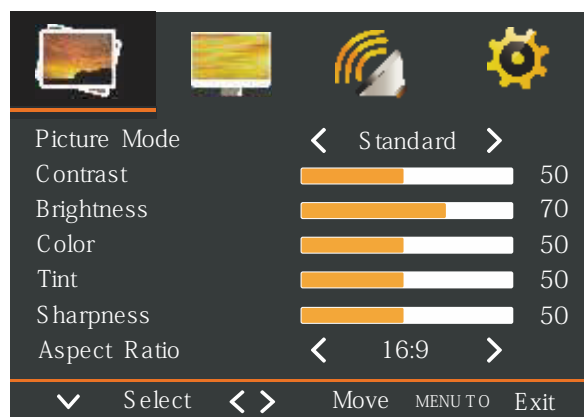 Picture Mode Standard
Contrast 50
Brightness 70
Color 50
Tint 50
Sharpness 50
Aspect Ratio 16:9
Select Move MENU TO Exit